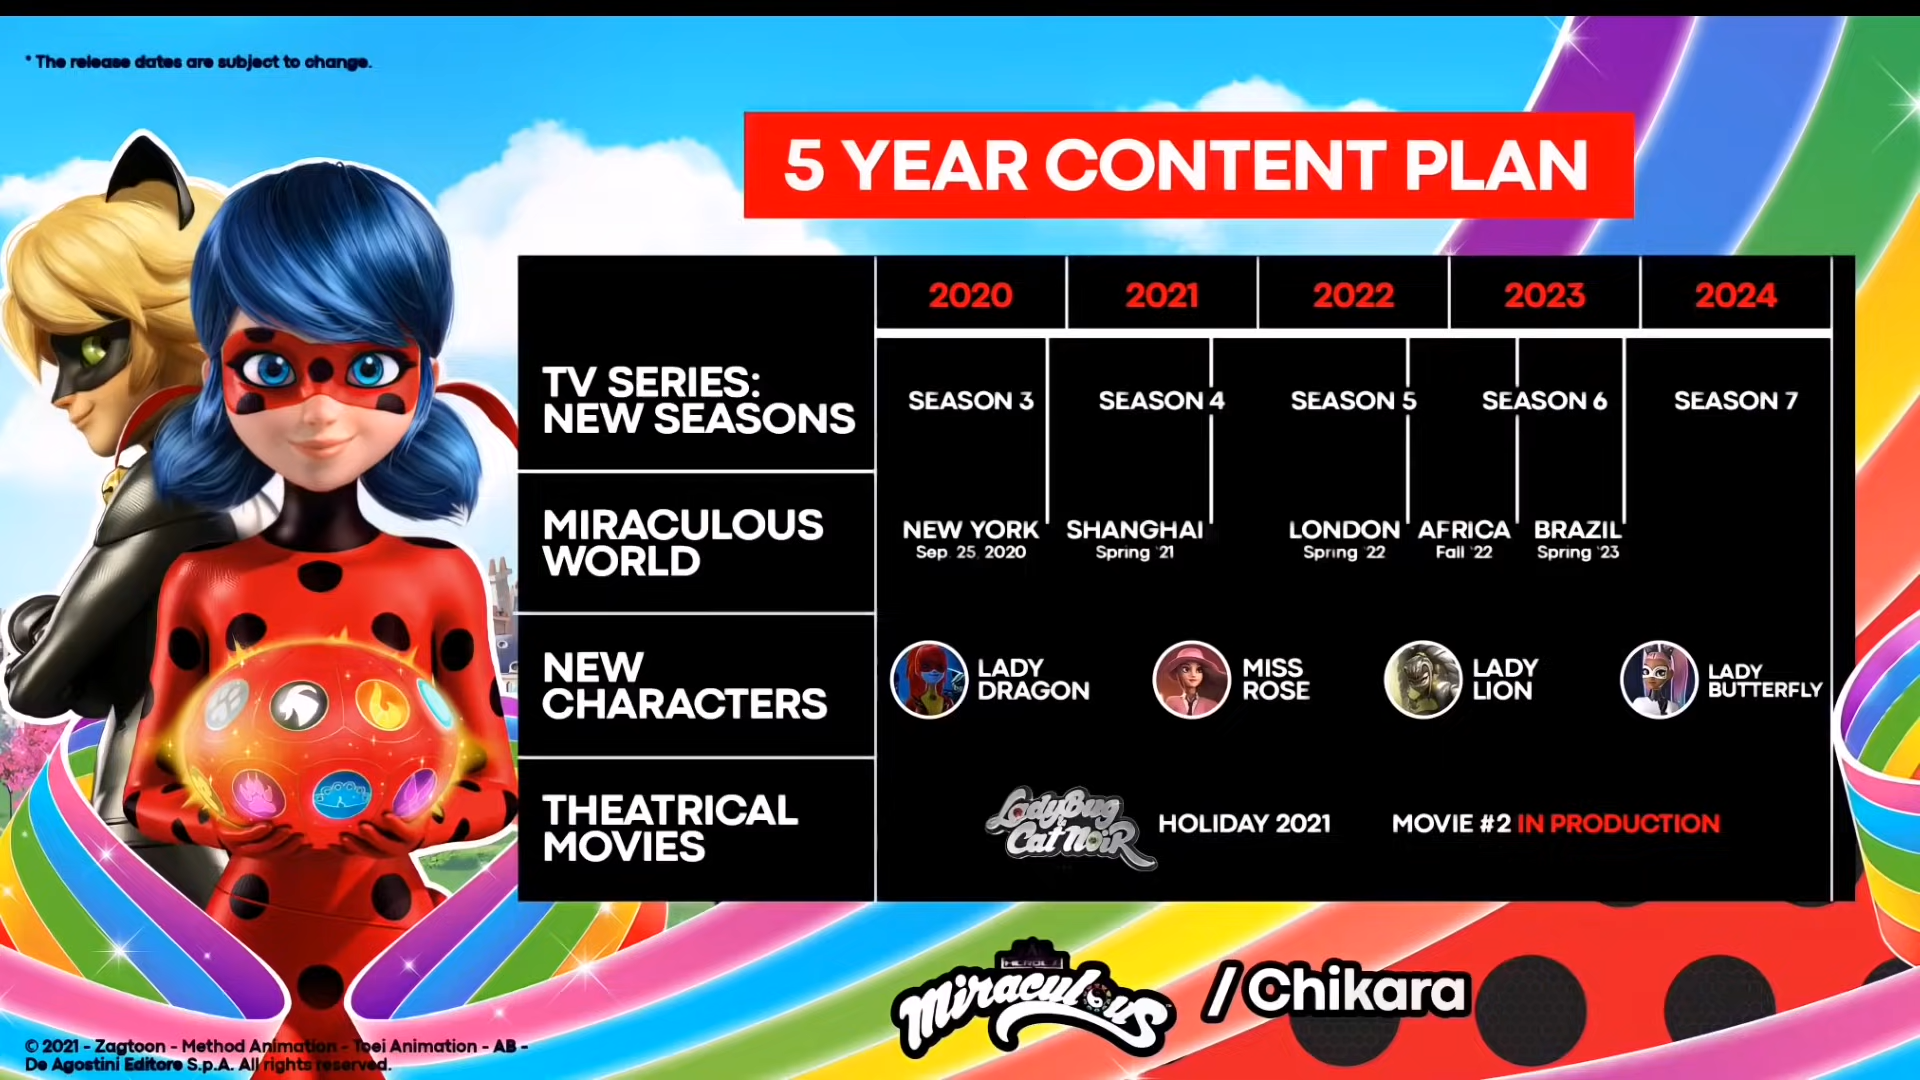 * The release dates are subject to change.
5 YEAR CONTENT PLAN
2020 2021 2022 2023 2024
TV SERIES:
NEW SEASONS
SEASON 3 SEASON 4 SEASON 5 SEASON 6 SEASON 7
MIRACULOUS
WORLD
NEW YORK SHANGHAI LONDON AFRICA BRAZIL
Sep. 25, 2020 Spring '21 Spring '22 Fall '22 Spring '23
NEW
CHARACTERS
LADY
DRAGON
MISS
ROSE
LADY
LION
LADY
BUTTERFLY
THEATRICAL
MOVIES
LadyBug
&
Cat Noir
HOLIDAY 2021
MOVIE #2 IN PRODUCTION
Miraculous
/ Chikara
© 2021 - Zagtoon - Method Animation - Toei Animation - AB -
De Agostini Editore S.p.A. All rights reserved.